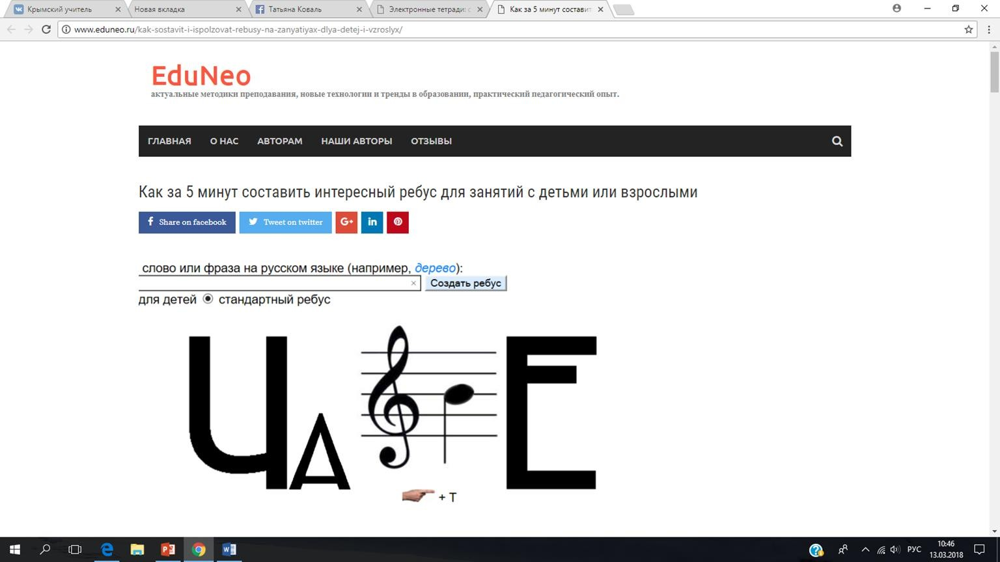 Крымский учитель
Новая вкладка
Татьяна Коваль
Электронные тетради: с
Как за 5 минут составит
www.eduneo.ru/kak-sostavit-i-ispolzovat-rebusy-na-zanyatiyax-dlya-detej-i-vzroslyx/
EduNeo
актуальные методики преподавания, новые технологии и тренды в образовании, практический педагогический опыт.
ГЛАВНАЯ О НАС АВТОРАМ НАШИ АВТОРЫ ОТЗЫВЫ
Как за 5 минут составить интересный ребус для занятий с детьми или взрослыми
Share on facebook Tweet on twitter G+ in
слово или фраза на русском языке (например, дерево):
Создать ребус
для детей стандартный ребус
Ч Д Е
+ Т
РУС
10:46
13.03.2018